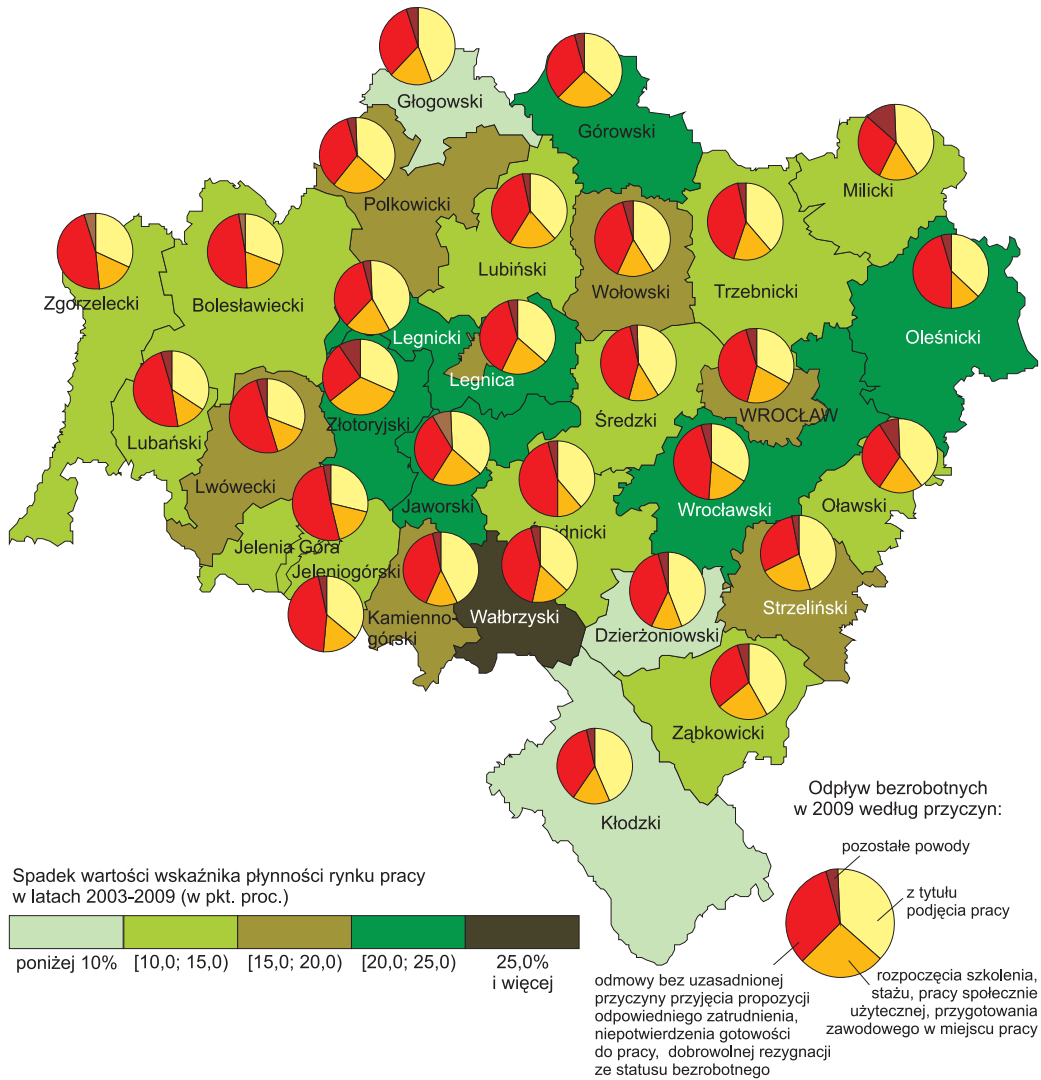 Głogowski
Górowski
Milicki
Polkowicki
Lubiński
Wołowski
Trzebnicki
Zgorzelecki
Bolesławiecki
Oleśnicki
Legnicki
Legnica
Średzki
WROCŁAW
Lubański
Złotoryjski
Lwówecki
Jaworski
Wrocławski
Oławski
Świdnicki
Jelenia Góra
Jeleniogórski
Kamienno-
górski
Wałbrzyski
Dzierżoniowski
Strzeliński
Ząbkowicki
Kłodzki
Odpływ bezrobotnych
w 2009 według przyczyn:
pozostałe powody
z tytułu
podjęcia pracy
rozpoczęcia szkolenia,
stażu, pracy społecznie
użytecznej, przygotowania
zawodowego w miejscu pracy
odmowy bez uzasadnionej
przyczyny przyjęcia propozycji
odpowiedniego zatrudnienia,
niepotwierdzenia gotowości
do pracy, dobrowolnej rezygnacji
ze statusu bezrobotnego
Spadek wartości wskaźnika płynności rynku pracy
w latach 2003-2009 (w pkt. proc.)
poniżej 10%
[10,0; 15,0)
[15,0; 20,0)
[20,0; 25,0)
25,0%
i więcej